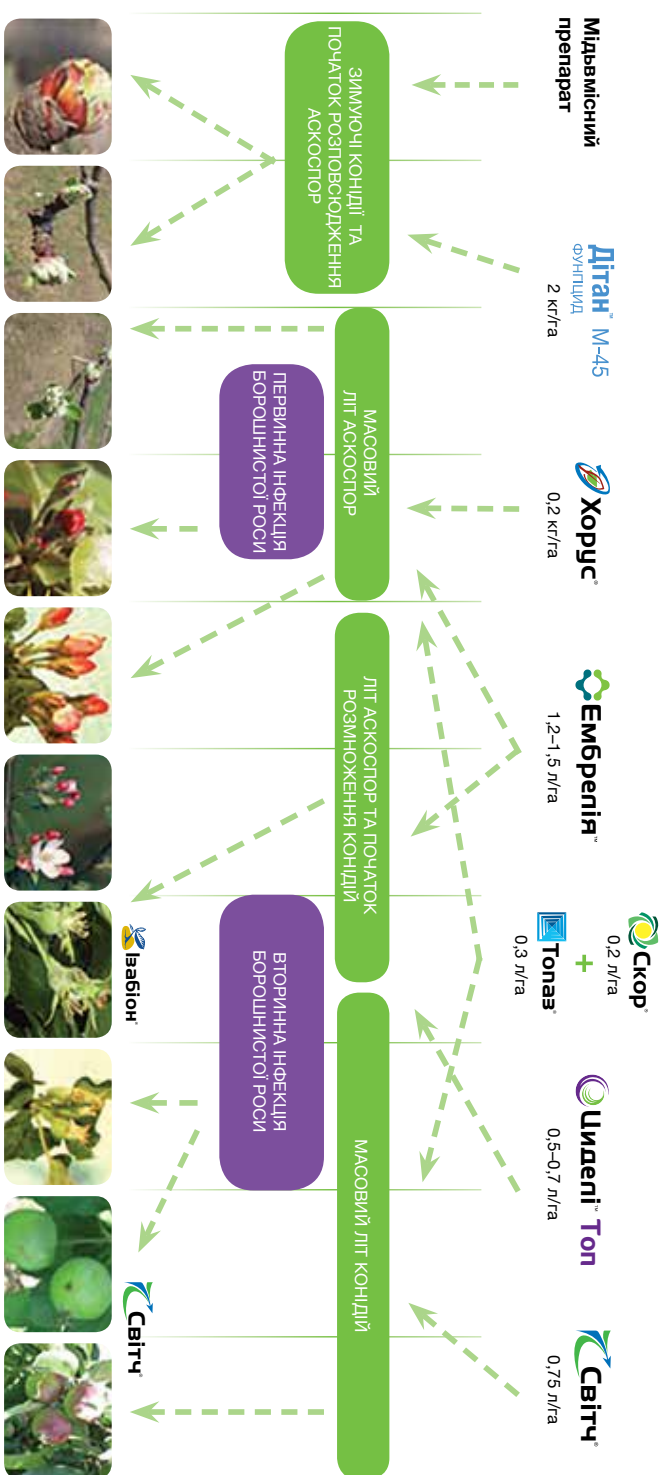 Мідьвмісний
препарат
Дітан™ М-45
ФУНГІЦИД
2 кг/га
Хорус®
0,2 кг/га
Ембрелія™
1,2–1,5 л/га
Скор®
0,2 л/га
+
Топаз®
0,3 л/га
Циделі™ Топ
0,5–0,7 л/га
Світч®
0,75 л/га
ЗИМУЮЧІ КОНІДІЇ ТА
ПОЧАТОК РОЗПОВСЮДЖЕННЯ
АСКОСПОР
МАСОВИЙ
ЛІТ АСКОСПОР
ПЕРВИННА ІНФЕКЦІЯ
БОРОШНИСТОЇ РОСИ
ЛІТ АСКОСПОР ТА ПОЧАТОК
РОЗМНОЖЕННЯ КОНІДІЙ
ВТОРИННА ІНФЕКЦІЯ
БОРОШНИСТОЇ РОСИ
МАСОВИЙ ЛІТ КОНІДІЙ
Ізабіон®
Світч®